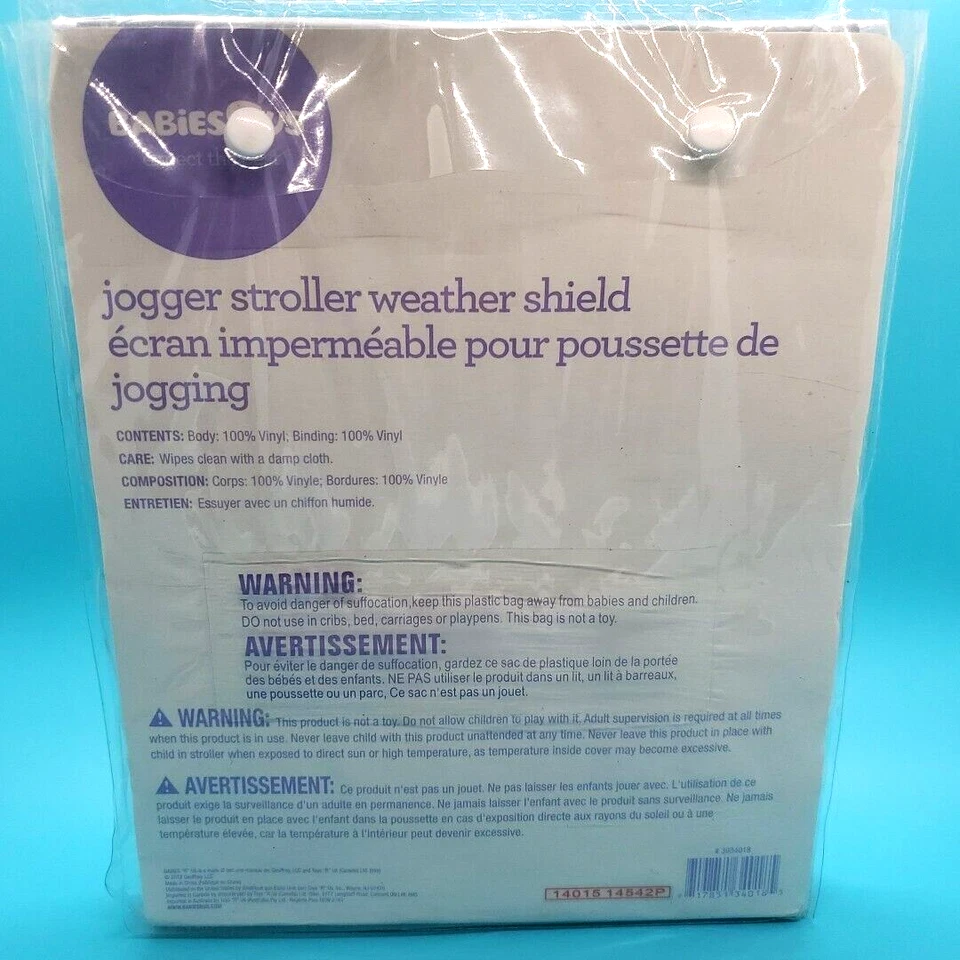 BABiES
jogger stroller weather shield
écran imperméable pour poussette de
jogging
CONTENTS: Body: 100% Vinyl; Binding: 100% Vinyl
CARE: Wipes clean with a damp cloth.
COMPOSITION: Corps: 100% Vinyle; Bordures: 100% Vinyle
ENTRETIEN: Essuyer avec un chiffon humide.
WARNING:
To avoid danger of suffocation,keep this plastic bag away from babies and children.
DO not use in cribs, bed, carriages or playpens. This bag is not a toy.
AVERTISSEMENT:
Pour éviter le danger de suffocation, gardez ce sac de plastique loin de la portée
des bébés et des enfants. NE PAS utiliser le produit dans un lit, un lit à barreaux,
une poussette ou un parc, Ce sac n'est pas un jouet.
WARNING: This product is not a toy. Do not allow children to play with it. Adult supervision is required at all times
when this product is in use. Never leave child with this product unattended at any time. Never leave this product in place with
child in stroller when exposed to direct sun or high temperature, as temperature inside cover may become excessive.
AVERTISSEMENT: Ce produit n'est pas un jouet. Ne pas laisser les enfants jouer avec. L'utilisation de ce
produit exige la surveillance d'un adulte en permanence. Ne jamais laisser l'enfant avec le produit sans surveillance. Ne jamais
laisser le produit en place avec l'enfant dans la poussette en cas d'exposition directe aux rayons du soleil ou à une
température élevée, car la température à l'intérieur peut devenir excessive.
# 3034018
14015 14842P
WWW.BABIESRUS.COM